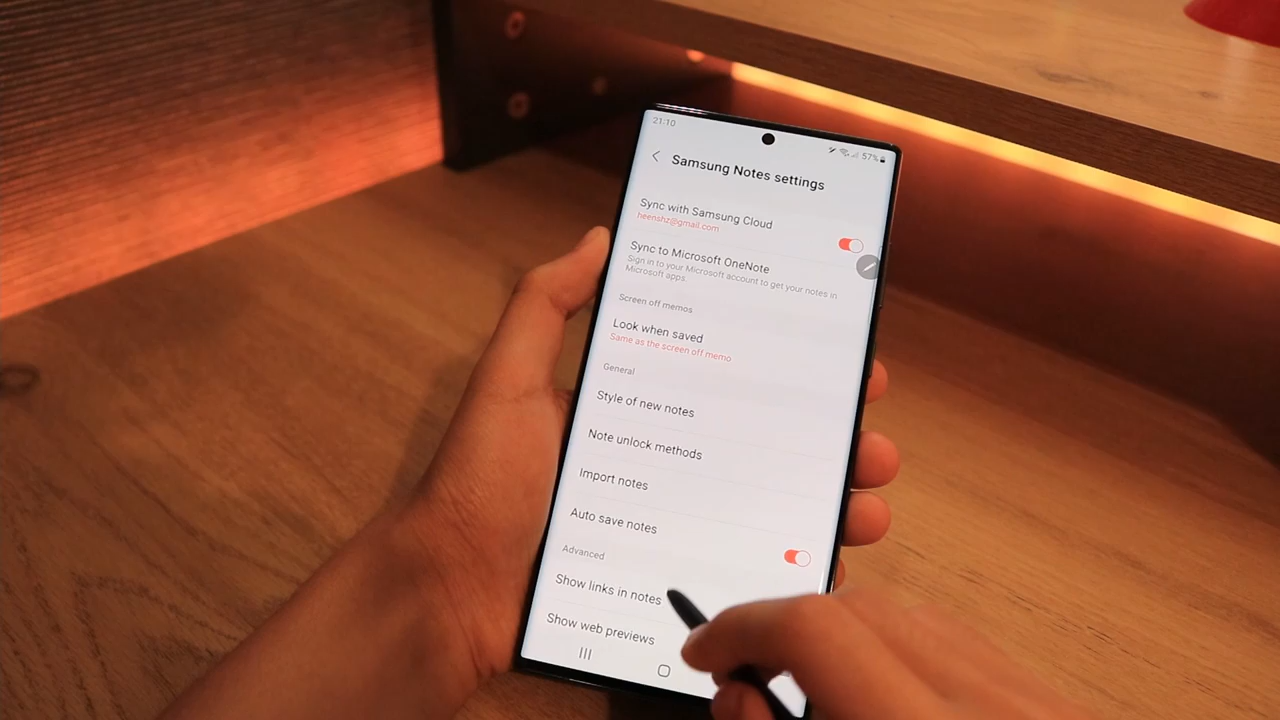 21:10
57%
Samsung Notes settings
Sync with Samsung Cloud
heenshz@gmail.com
Sync to Microsoft OneNote
Sign in to your Microsoft account to get your notes in
Microsoft apps.
Screen off memos
Look when saved
Same as the screen off memo
General
Style of new notes
Note unlock methods
Import notes
Auto save notes
Advanced
Show links in notes
Show web previews